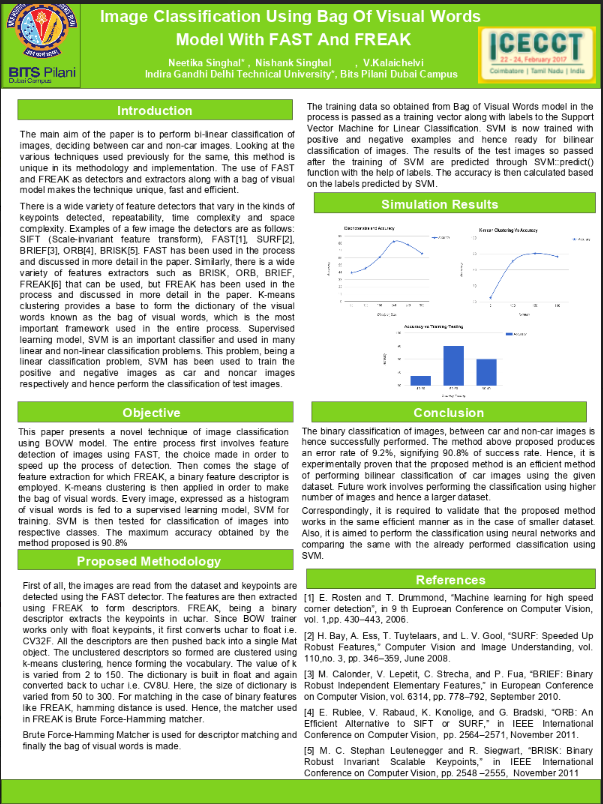 Image Classification Using Bag Of Visual Words
Model With FAST And FREAK
Neetika Singhal* , Nishank Singhal , V.Kalaichelvi
Indira Gandhi Delhi Technical University*, Bits Pilani Dubai Campus
BITS Pilani
Dubai Campus
ICECCT
22 - 24, February 2017
Coimbatore | Tamil Nadu | India
Introduction
The main aim of the paper is to perform bi-linear classification of
images, deciding between car and non-car images. Looking at the
various techniques used previously for the same, this method is
unique in its methodology and implementation. The use of FAST
and FREAK as detectors and extractors along with a bag of visual
model makes the technique unique, fast and efficient.
There is a wide variety of feature detectors that vary in the kinds of
keypoints detected, repeatability, time complexity and space
complexity. Examples of a few image the detectors are as follows:
SIFT (Scale-invariant feature transform), FAST[1], SURF[2],
BRIEF[3], ORB[4], BRISK[5]. FAST has been used in the process
and discussed in more detail in the paper. Similarly, there is a wide
variety of features extractors such as BRISK, ORB, BRIEF,
FREAK[6] that can be used, but FREAK has been used in the
process and discussed in more detail in the paper. K-means
clustering provides a base to form the dictionary of the visual
words known as the bag of visual words, which is the most
important framework used in the entire process. Supervised
learning model, SVM is an important classifier and used in many
linear and non-linear classification problems. This problem, being a
linear classification problem, SVM has been used to train the
positive and negative images as car and noncar images
respectively and hence perform the classification of test images.
Objective
This paper presents a novel technique of image classification
using BOVW model. The entire process first involves feature
detection of images using FAST, the choice made in order to
speed up the process of detection. Then comes the stage of
feature extraction for which FREAK, a binary feature descriptor is
employed. K-means clustering is then applied in order to make
the bag of visual words. Every image, expressed as a histogram
of visual words is fed to a supervised learning model, SVM for
training. SVM is then tested for classification of images into
respective classes. The maximum accuracy obtained by the
method proposed is 90.8%
Proposed Methodology
First of all, the images are read from the dataset and keypoints are
detected using the FAST detector. The features are then extracted
using FREAK to form descriptors. FREAK, being a binary
descriptor extracts the keypoints in uchar. Since BOW trainer
works only with float keypoints, it first converts uchar to float i.e.
CV32F. All the descriptors are then pushed back into a single Mat
object. The unclustered descriptors so formed are clustered using
k-means clustering, hence forming the vocabulary. The value of k
is varied from 2 to 150. The dictionary is built in float and again
converted back to uchar i.e. CV8U. Here, the size of dictionary is
varied from 50 to 300. For matching in the case of binary features
like FREAK, hamming distance is used. Hence, the matcher used
in FREAK is Brute Force-Hamming matcher.
Brute Force-Hamming Matcher is used for descriptor matching and
finally the bag of visual words is made.
The training data so obtained from Bag of Visual Words model in the
process is passed as a training vector along with labels to the Support
Vector Machine for Linear Classification. SVM is now trained with
positive and negative examples and hence ready for bilinear
classification of images. The results of the test images so passed
after the training of SVM are predicted through SVM::predict()
function with the help of labels. The accuracy is then calculated based
on the labels predicted by SVM.
Simulation Results
Accuracy vs Training-Testing
Accuracy
Conclusion
The binary classification of images, between car and non-car images is
hence successfully performed. The method above proposed produces
an error rate of 9.2%, signifying 90.8% of success rate. Hence, it is
experimentally proven that the proposed method is an efficient method
of performing bilinear classification of car images using the given
dataset. Future work involves performing the classification using higher
number of images and hence a larger dataset.
Correspondingly, it is required to validate that the proposed method
works in the same efficient manner as in the case of smaller dataset.
Also, it is aimed to perform the classification using neural networks and
comparing the same with the already performed classification using
SVM.
References
[1] E. Rosten and T. Drummond, “Machine learning for high speed
corner detection”, in 9 th Euproean Conference on Computer Vision,
vol. 1,pp. 430–443, 2006.
[2] H. Bay, A. Ess, T. Tuytelaars, and L. V. Gool, “SURF: Speeded Up
Robust Features,” Computer Vision and Image Understanding, vol.
110,no. 3, pp. 346–359, June 2008.
[3] M. Calonder, V. Lepetit, C. Strecha, and P. Fua, “BRIEF: Binary
Robust Independent Elementary Features,” in European Conference
on Computer Vision, vol. 6314, pp. 778–792, September 2010.
[4] E. Rublee, V. Rabaud, K. Konolige, and G. Bradski, “ORB: An
Efficient Alternative to SIFT or SURF,” in IEEE International
Conference on Computer Vision, pp. 2564–2571, November 2011.
[5] M. C. Stephan Leutenegger and R. Siegwart, “BRISK: Binary
Robust Invariant Scalable Keypoints,” in IEEE International
Conference on Computer Vision, pp. 2548 –2555, November 2011